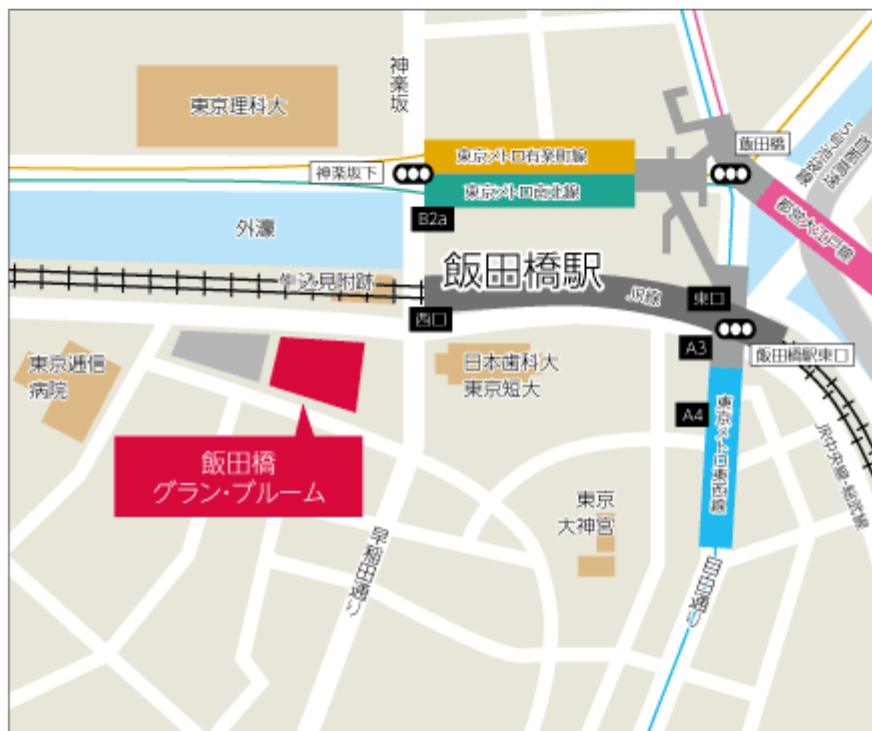 神楽坂
東京理科大
東京メトロ有楽町線
飯田橋
首都高速
5号池袋線
神楽坂下
東京メトロ南北線
都営大江戸線
B2a
外濠
飯田橋駅
牛込見附跡
JR線
東口
西口
飯田橋駅東口
A3
東京逓信
病院
日本歯科大
東京短大
A4
東京メトロ東西線
JR中央線・総武線
飯田橋
グラン・ブルーム
東京
大神宮
早稲田通り
目白通り